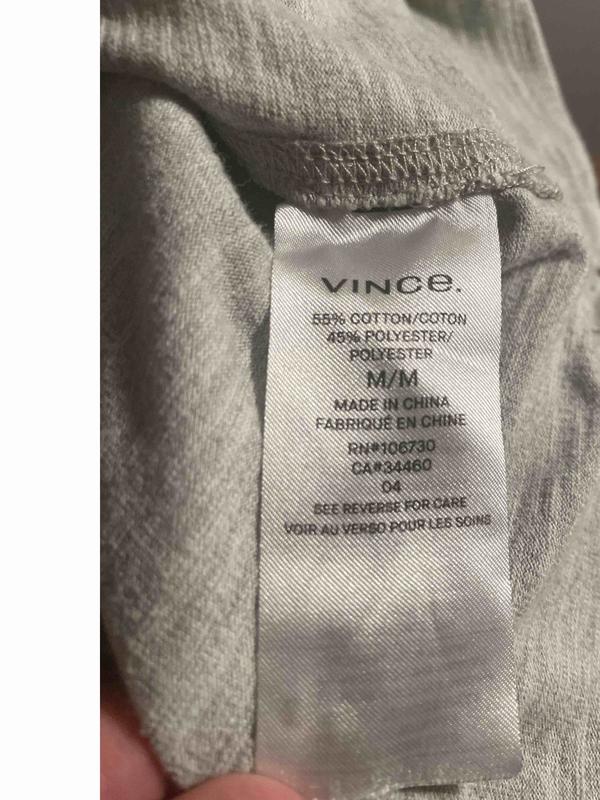 VINCE.
55% COTTON/COTON
45% POLYESTER/
POLYESTER
M/M
MADE IN CHINA
FABRIQUÉ EN CHINE
RN#106730
CA#34460
04
SEE REVERSE FOR CARE
VOIR AU VERSO POUR LES SOINS